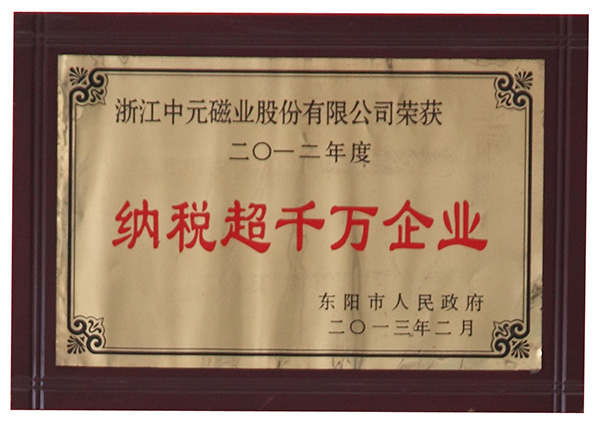 浙江中元磁业股份有限公司荣获
二〇一二年度
纳税超千万企业
东阳市人民政府
二〇一三年二月